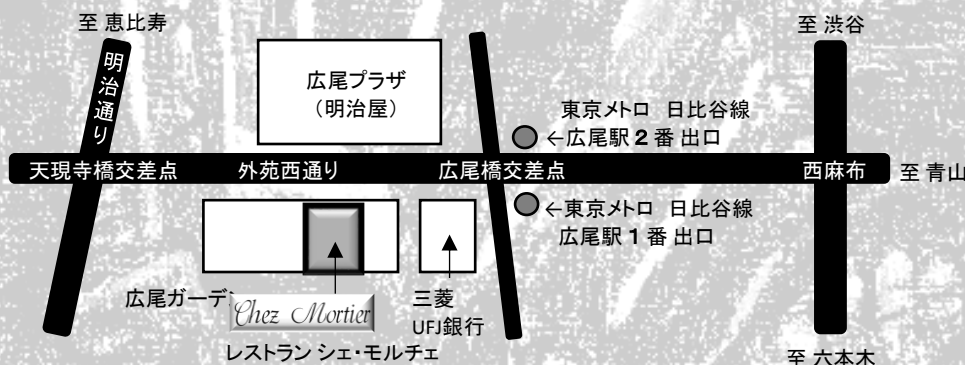 至 恵比寿
至 渋谷
明治通り
広尾プラザ
（明治屋）
東京メトロ 日比谷線
←広尾駅 2 番 出口
天現寺橋交差点
外苑西通り
広尾橋交差点
西麻布
至 青山
←東京メトロ 日比谷線
広尾駅 1 番 出口
広尾ガーデ
Chez Mortier
三菱
UFJ銀行
レストラン シェ・モルチェ
至 六本木